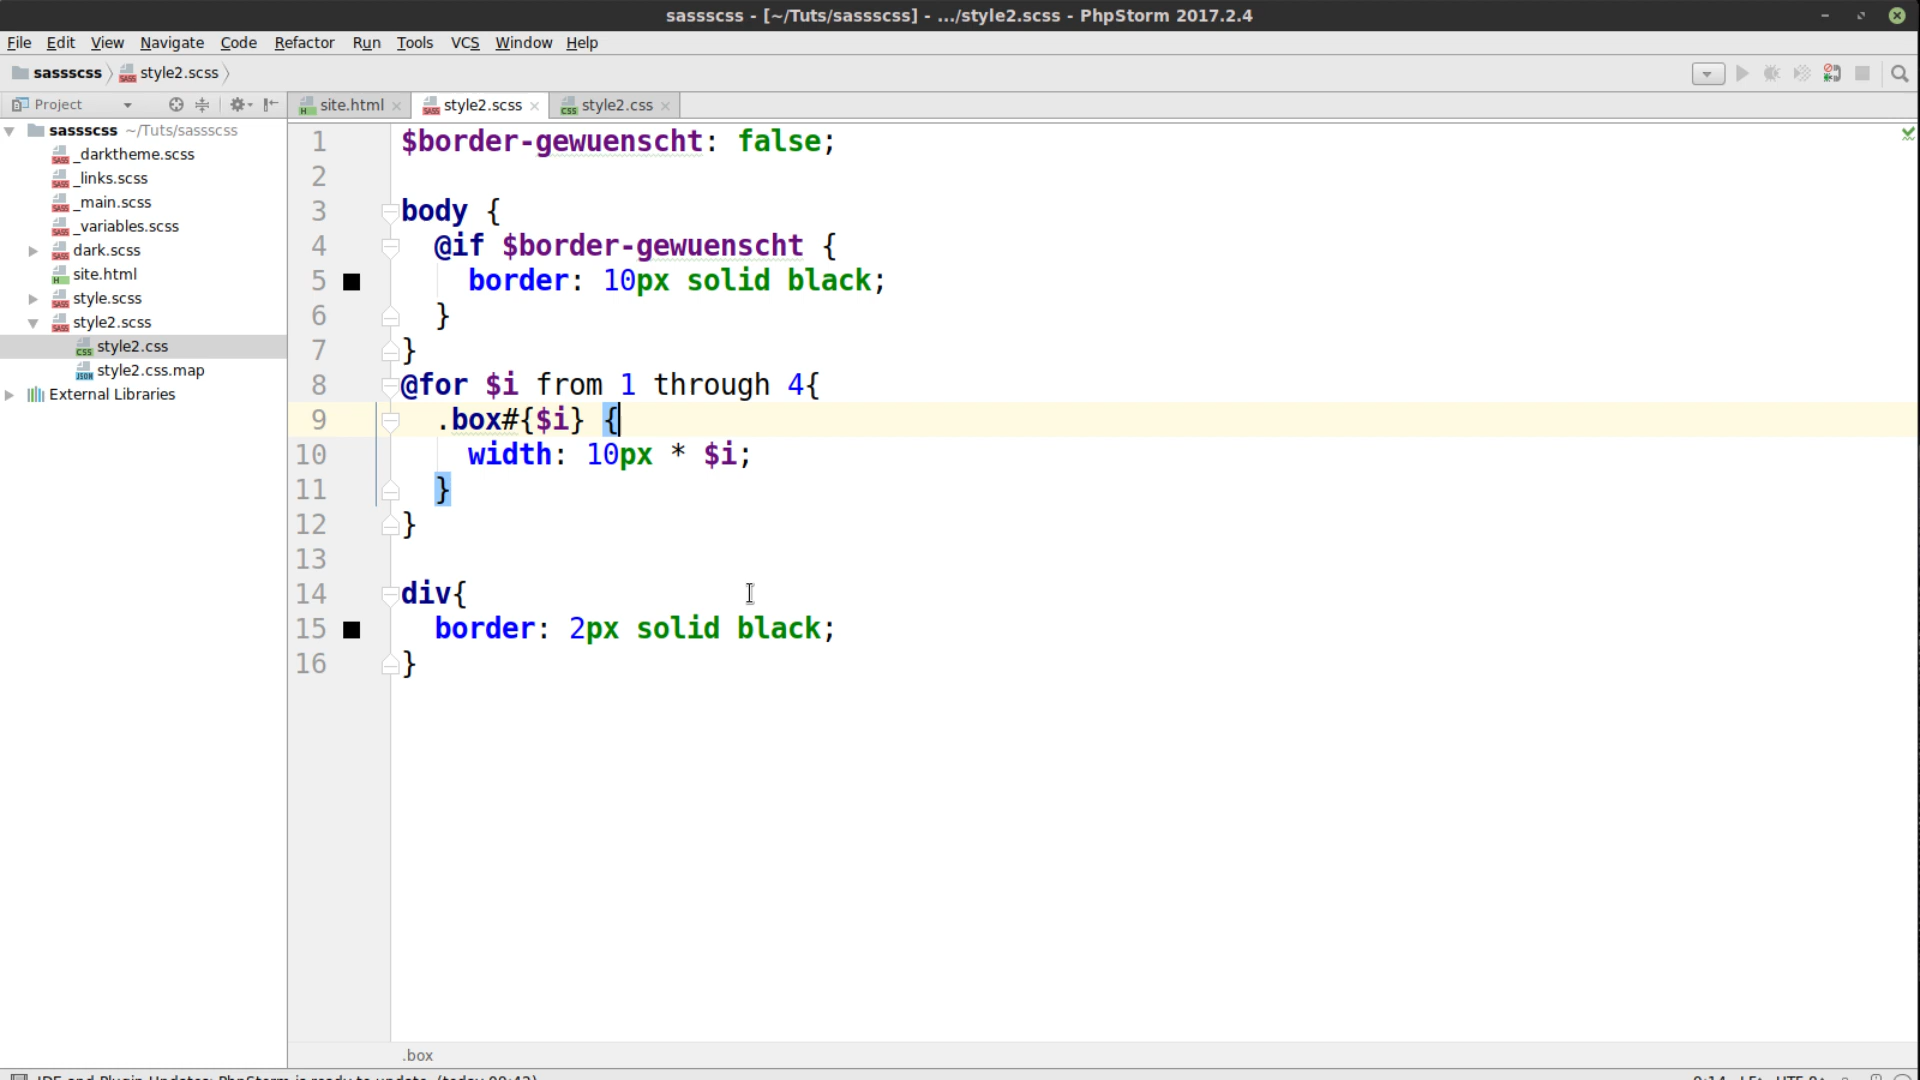 sassscss - [~/Tuts/sassscss] - .../style2.scss - PhpStorm 2017.2.4
File Edit View Navigate Code Refactor Run Tools VCS Window Help
sassscss style2.scss
Project site.html style2.scss style2.css
sassscss ~/Tuts/sassscss
_darktheme.scss
_links.scss
_main.scss
_variables.scss
dark.scss
site.html
style.scss
style2.scss
style2.css
style2.css.map
External Libraries
1 $border-gewuenscht: false;
2
3 body {
4 @if $border-gewuenscht {
5 border: 10px solid black;
6 }
7 }
8 @for $i from 1 through 4{
9 .box#{$i} {
10 width: 10px * $i;
11 }
12 }
13
14 div{
15 border: 2px solid black;
16 }
.box
IDE and Plugin Updates: PhpStorm is ready to update. (today 09:42)